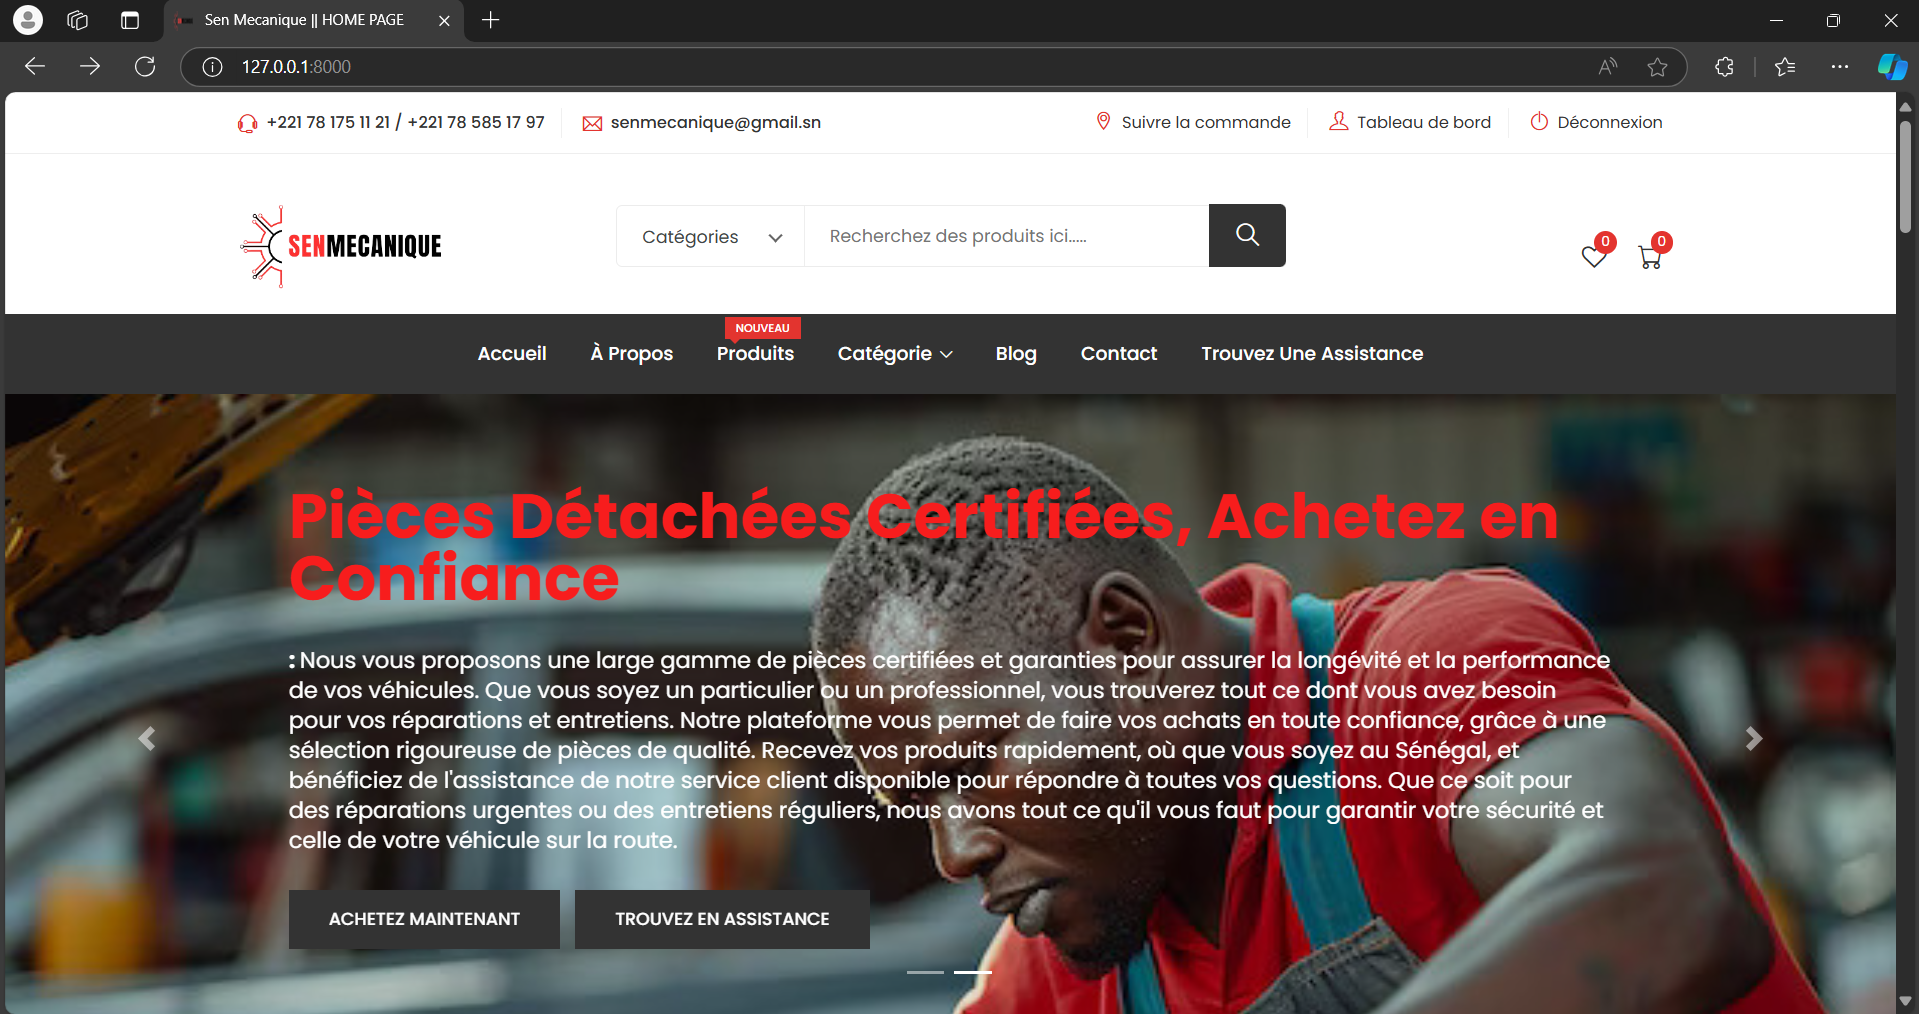 Sen Mecanique || HOME PAGE
127.0.0.1:8000
+221 78 175 11 21 / +221 78 585 17 97
senmecanique@gmail.sn
Suivre la commande
Tableau de bord
Déconnexion
SENMECANIQUE
Catégories
Recherchez des produits ici.....
0
0
NOUVEAU
Accueil
À Propos
Produits
Catégorie
Blog
Contact
Trouvez Une Assistance
Pièces Détachées Certifiées, Achetez en
Confiance
: Nous vous proposons une large gamme de pièces certifiées et garanties pour assurer la longévité et la performance
de vos véhicules. Que vous soyez un particulier ou un professionnel, vous trouverez tout ce dont vous avez besoin
pour vos réparations et entretiens. Notre plateforme vous permet de faire vos achats en toute confiance, grâce à une
sélection rigoureuse de pièces de qualité. Recevez vos produits rapidement, où que vous soyez au Sénégal, et
bénéficiez de l'assistance de notre service client disponible pour répondre à toutes vos questions. Que ce soit pour
des réparations urgentes ou des entretiens réguliers, nous avons tout ce qu'il vous faut pour garantir votre sécurité et
celle de votre véhicule sur la route.
ACHETEZ MAINTENANT
TROUVEZ EN ASSISTANCE